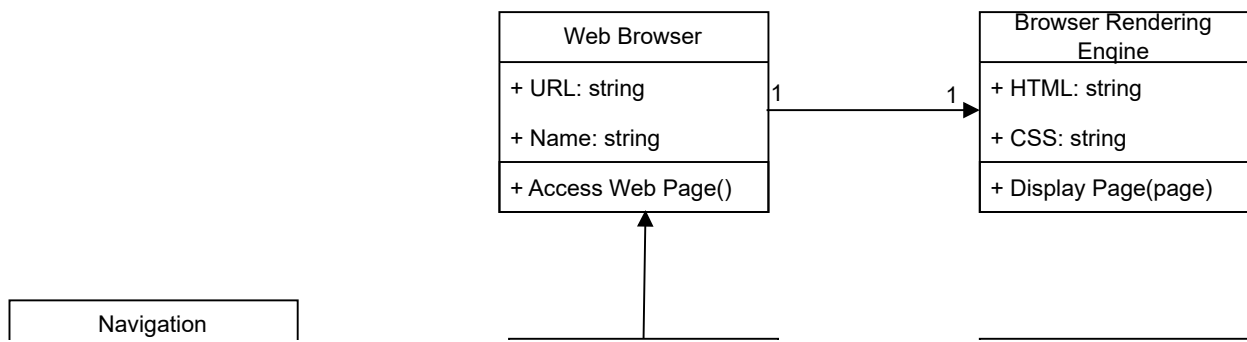 Web Browser
+ URL: string
+ Name: string
+ Access Web Page()
1
1
Browser Rendering
Engine
+ HTML: string
+ CSS: string
+ Display Page(page)
Navigation